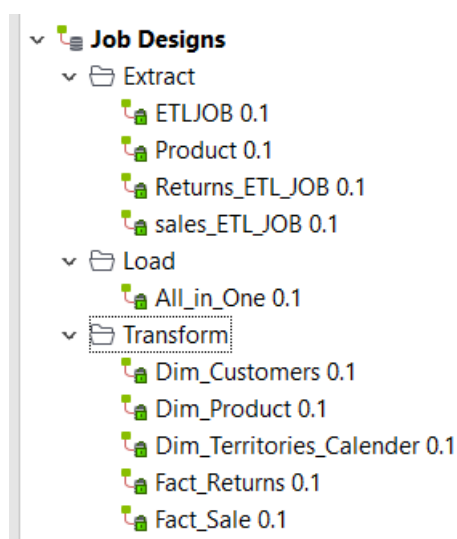 Job Designs
Extract
ETLJOB 0.1
Product 0.1
Returns_ETL_JOB 0.1
sales_ETL_JOB 0.1
Load
All_in_One 0.1
Transform
Dim_Customers 0.1
Dim_Product 0.1
Dim_Territories_Calender 0.1
Fact_Returns 0.1
Fact_Sale 0.1